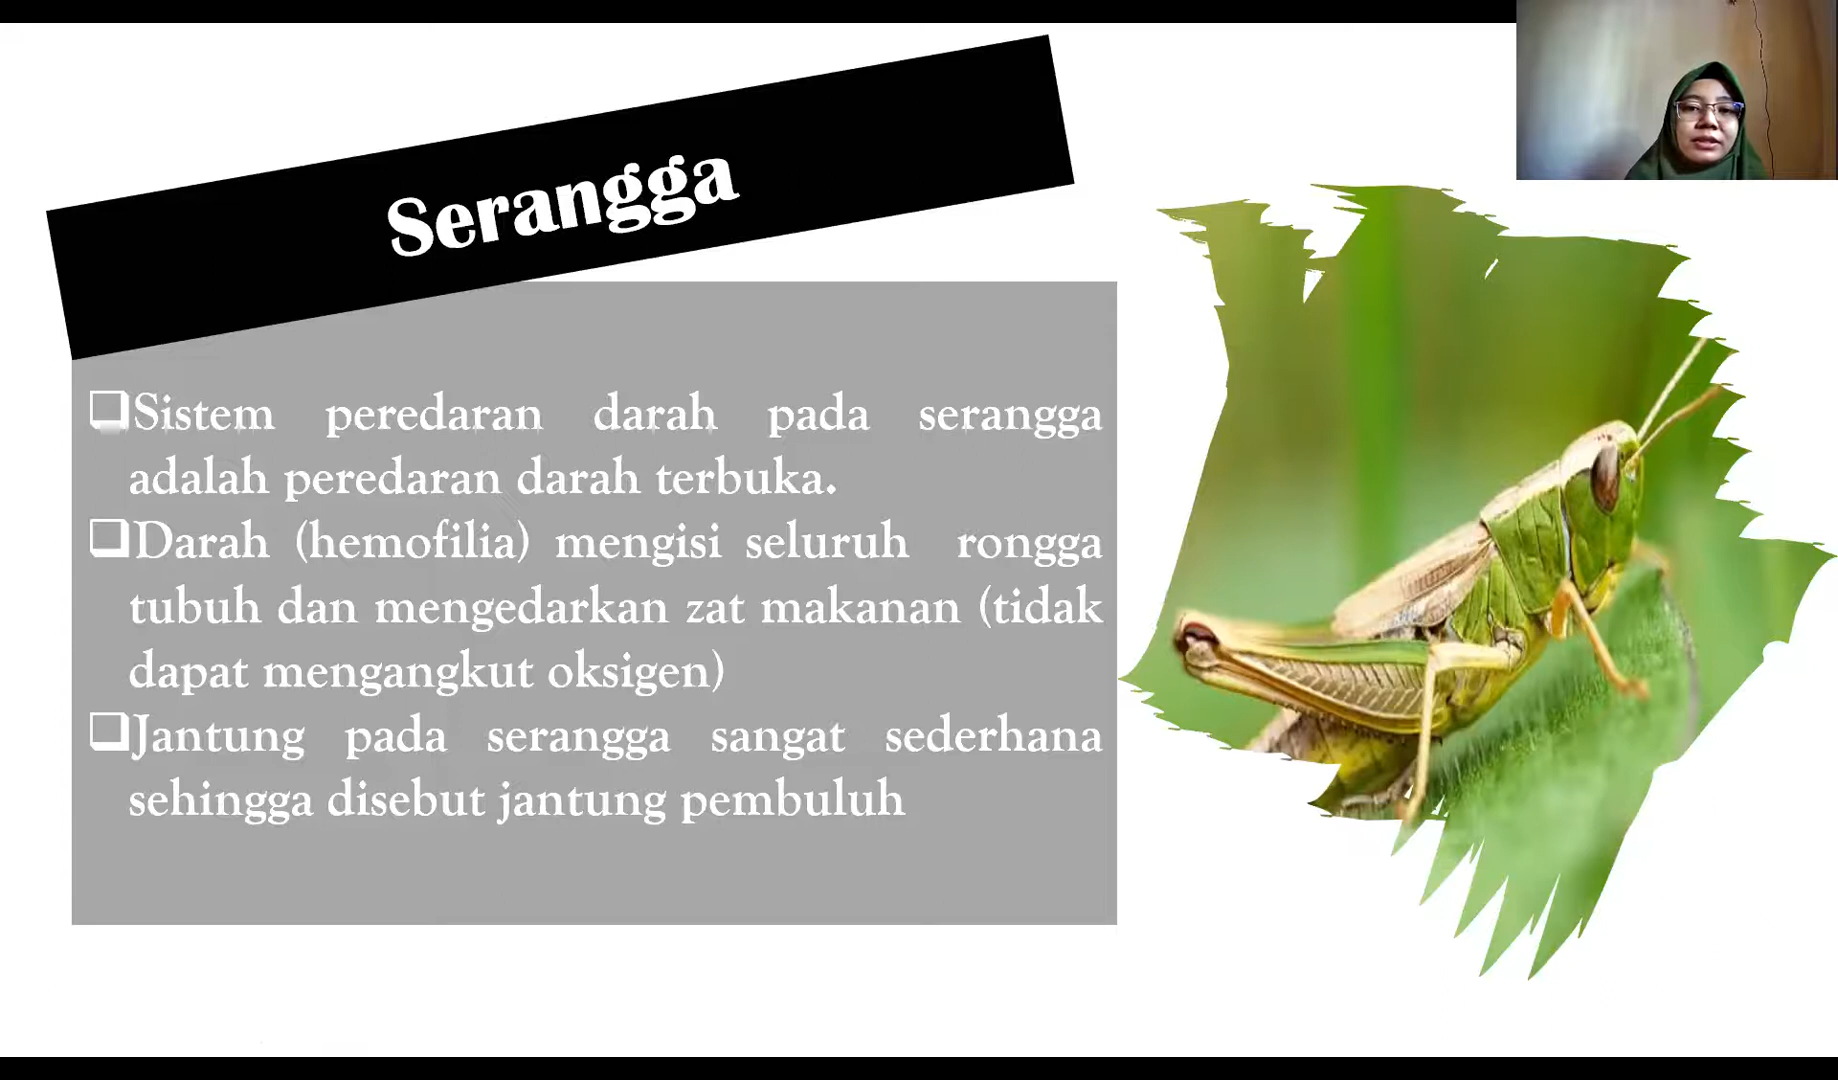 Serangga
Sistem peredaran darah pada serangga
adalah peredaran darah terbuka.
Darah (hemofilia) mengisi seluruh rongga
tubuh dan mengedarkan zat makanan (tidak
dapat mengangkut oksigen)
Jantung pada serangga sangat sederhana
sehingga disebut jantung pembuluh